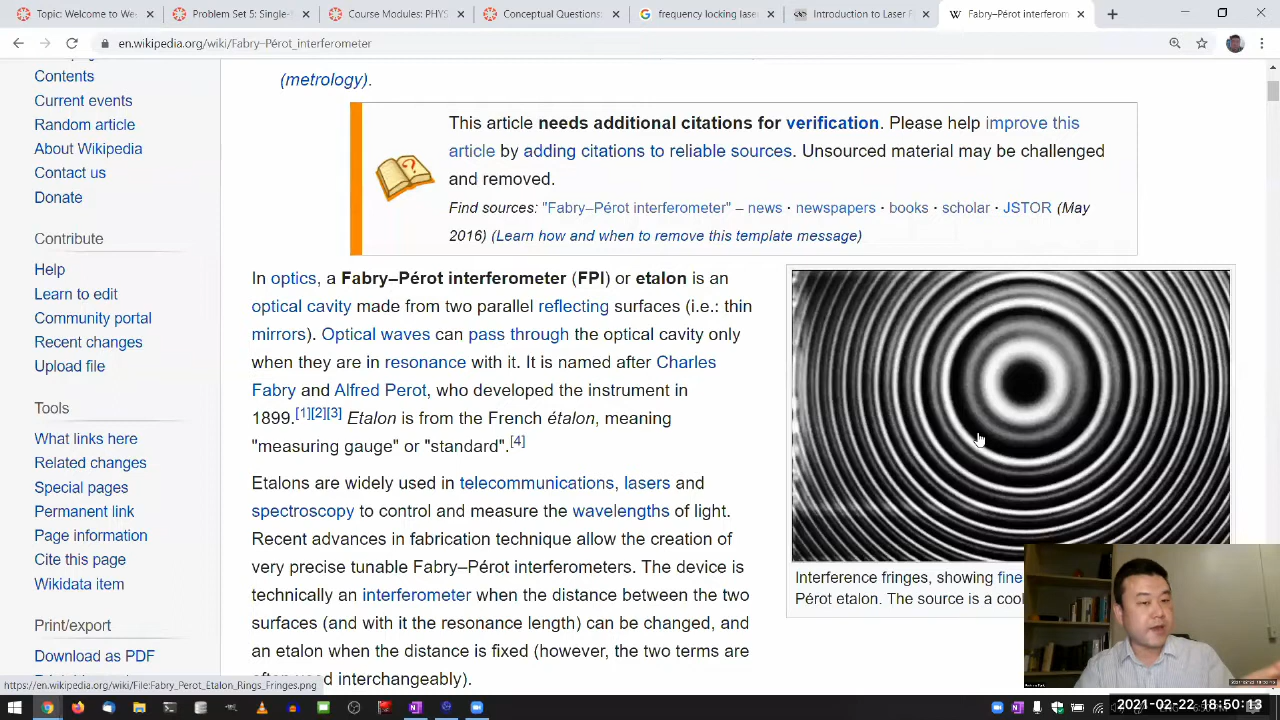 Topic: Welcome to We
Problem Set 5: Single-
Course Modules: PHYS
Conceptual Questions
frequency locking lase
Introduction to Laser F
Fabry–Pérot interferom
en.wikipedia.org/wiki/Fabry–Pérot_interferometer
Contents
Current events
Random article
About Wikipedia
Contact us
Donate
Contribute
Help
Learn to edit
Community portal
Recent changes
Upload file
Tools
What links here
Related changes
Special pages
Permanent link
Page information
Cite this page
Wikidata item
Print/export
Download as PDF
(metrology).
This article needs additional citations for verification. Please help improve this
article by adding citations to reliable sources. Unsourced material may be challenged
and removed.
Find sources: "Fabry–Pérot interferometer" – news · newspapers · books · scholar · JSTOR (May
2016) (Learn how and when to remove this template message)
In optics, a Fabry–Pérot interferometer (FPI) or etalon is an
optical cavity made from two parallel reflecting surfaces (i.e.: thin
mirrors). Optical waves can pass through the optical cavity only
when they are in resonance with it. It is named after Charles
Fabry and Alfred Perot, who developed the instrument in
1899.[1][2][3] Etalon is from the French étalon, meaning
"measuring gauge" or "standard".[4]
Etalons are widely used in telecommunications, lasers and
spectroscopy to control and measure the wavelengths of light.
Recent advances in fabrication technique allow the creation of
very precise tunable Fabry–Pérot interferometers. The device is
technically an interferometer when the distance between the two
surfaces (and with it the resonance length) can be changed, and
an etalon when the distance is fixed (however, the two terms are
often used interchangeably).
Interference fringes, showing fine
Pérot etalon. The source is a coo
https://en.wikipedia.org/wiki/File:Fabry_Perot_Etalon_Rings_Fringes.png
2021-02-22 18:50:13